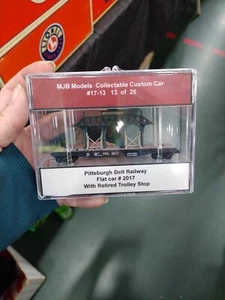 LIONEL
MJB Models Collectable Custom Car
#17-13 13 of 25
Pittsburgh Belt Railway
Flat car # 2017
With Retired Trolley Stop